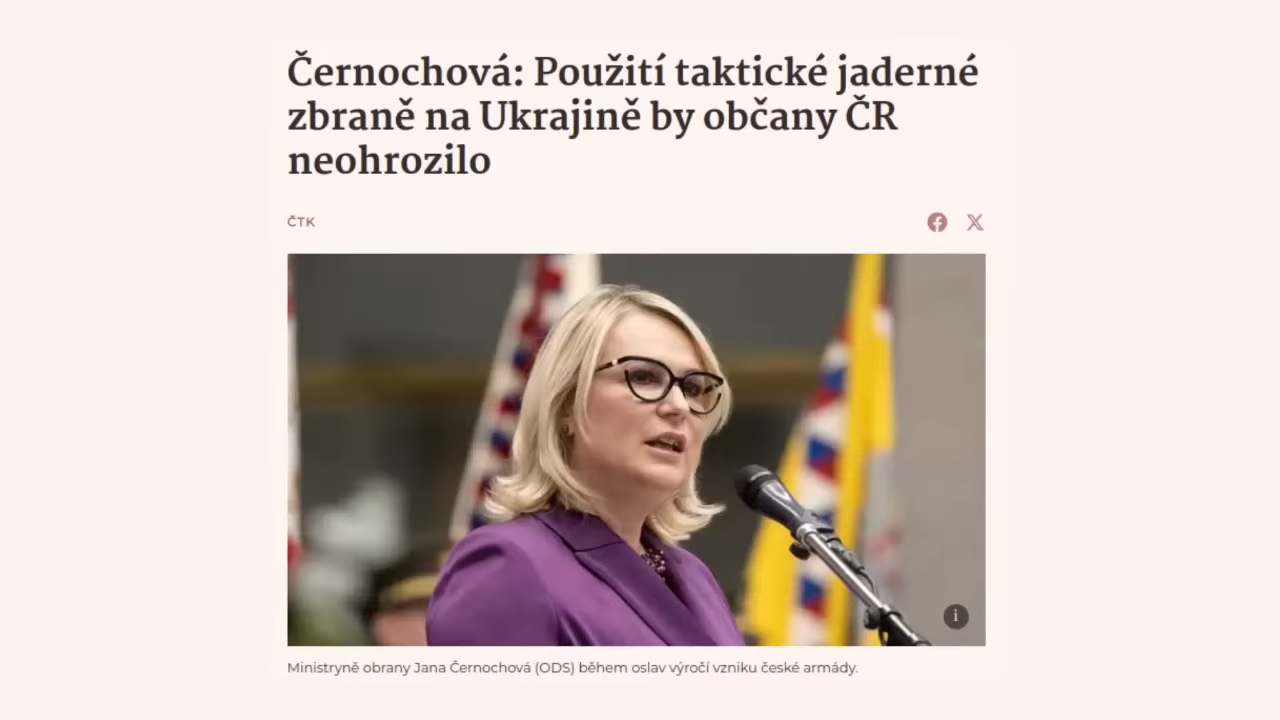 Černochová: Použití taktické jaderné
zbraně na Ukrajině by občany ČR
neohrozilo
ČTK
i
Ministryně obrany Jana Černochová (ODS) během oslav výročí vzniku české armády.